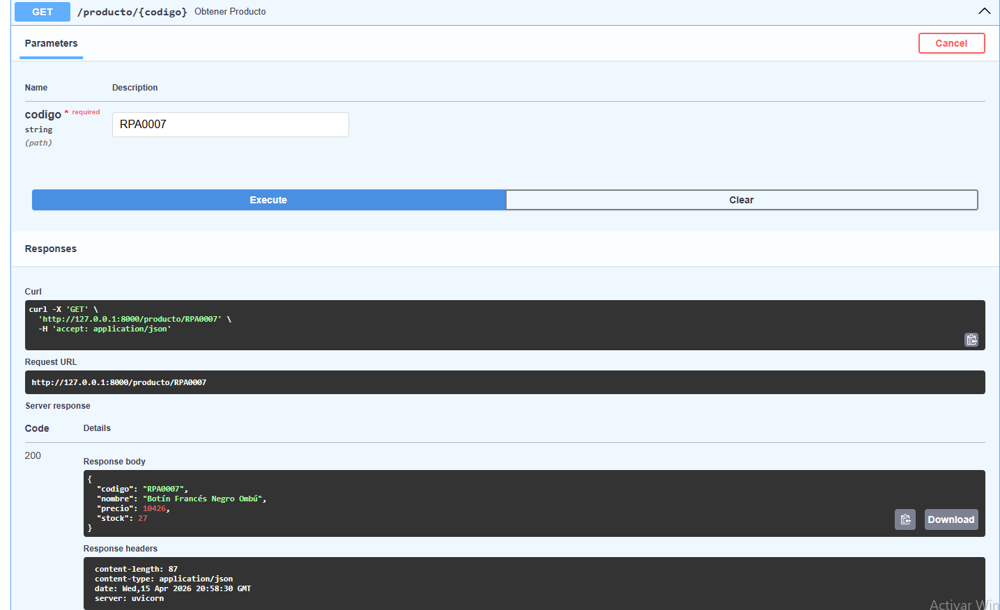 GET /producto/{codigo} Obtener Producto
Parameters
Cancel
Name Description
codigo * required
string
(path)
RPA0007
Execute
Clear
Responses
Curl
curl -X 'GET' \
  'http://127.0.0.1:8000/producto/RPA0007' \
  -H 'accept: application/json'
Request URL
http://127.0.0.1:8000/producto/RPA0007
Server response
Code Details
200
Response body
{
  "codigo": "RPA0007",
  "nombre": "Botín Francés Negro Ombú",
  "precio": 10426,
  "stock": 27
}
Download
Response headers
content-length: 87
content-type: application/json
date: Wed,15 Apr 2026 20:58:30 GMT
server: uvicorn
Activar Win